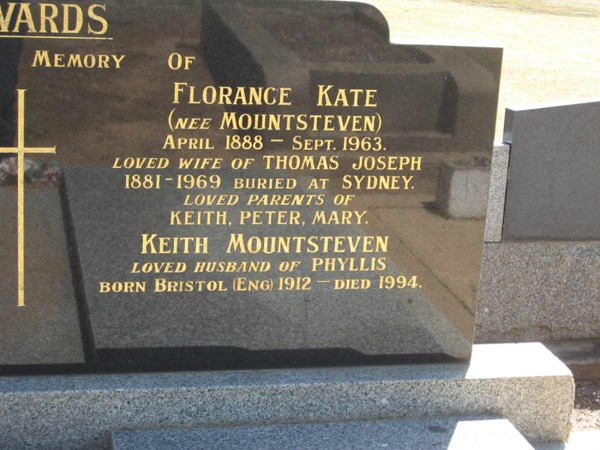 WARDS
MEMORY OF
FLORANCE KATE
(NEE MOUNTSTEVEN)
APRIL 1888 – SEPT. 1963.
LOVED WIFE OF THOMAS JOSEPH
1881-1969 BURIED AT SYDNEY.
LOVED PARENTS OF
KEITH, PETER, MARY.
KEITH MOUNTSTEVEN
LOVED HUSBAND OF PHYLLIS
BORN BRISTOL (ENG) 1912 – DIED 1994.